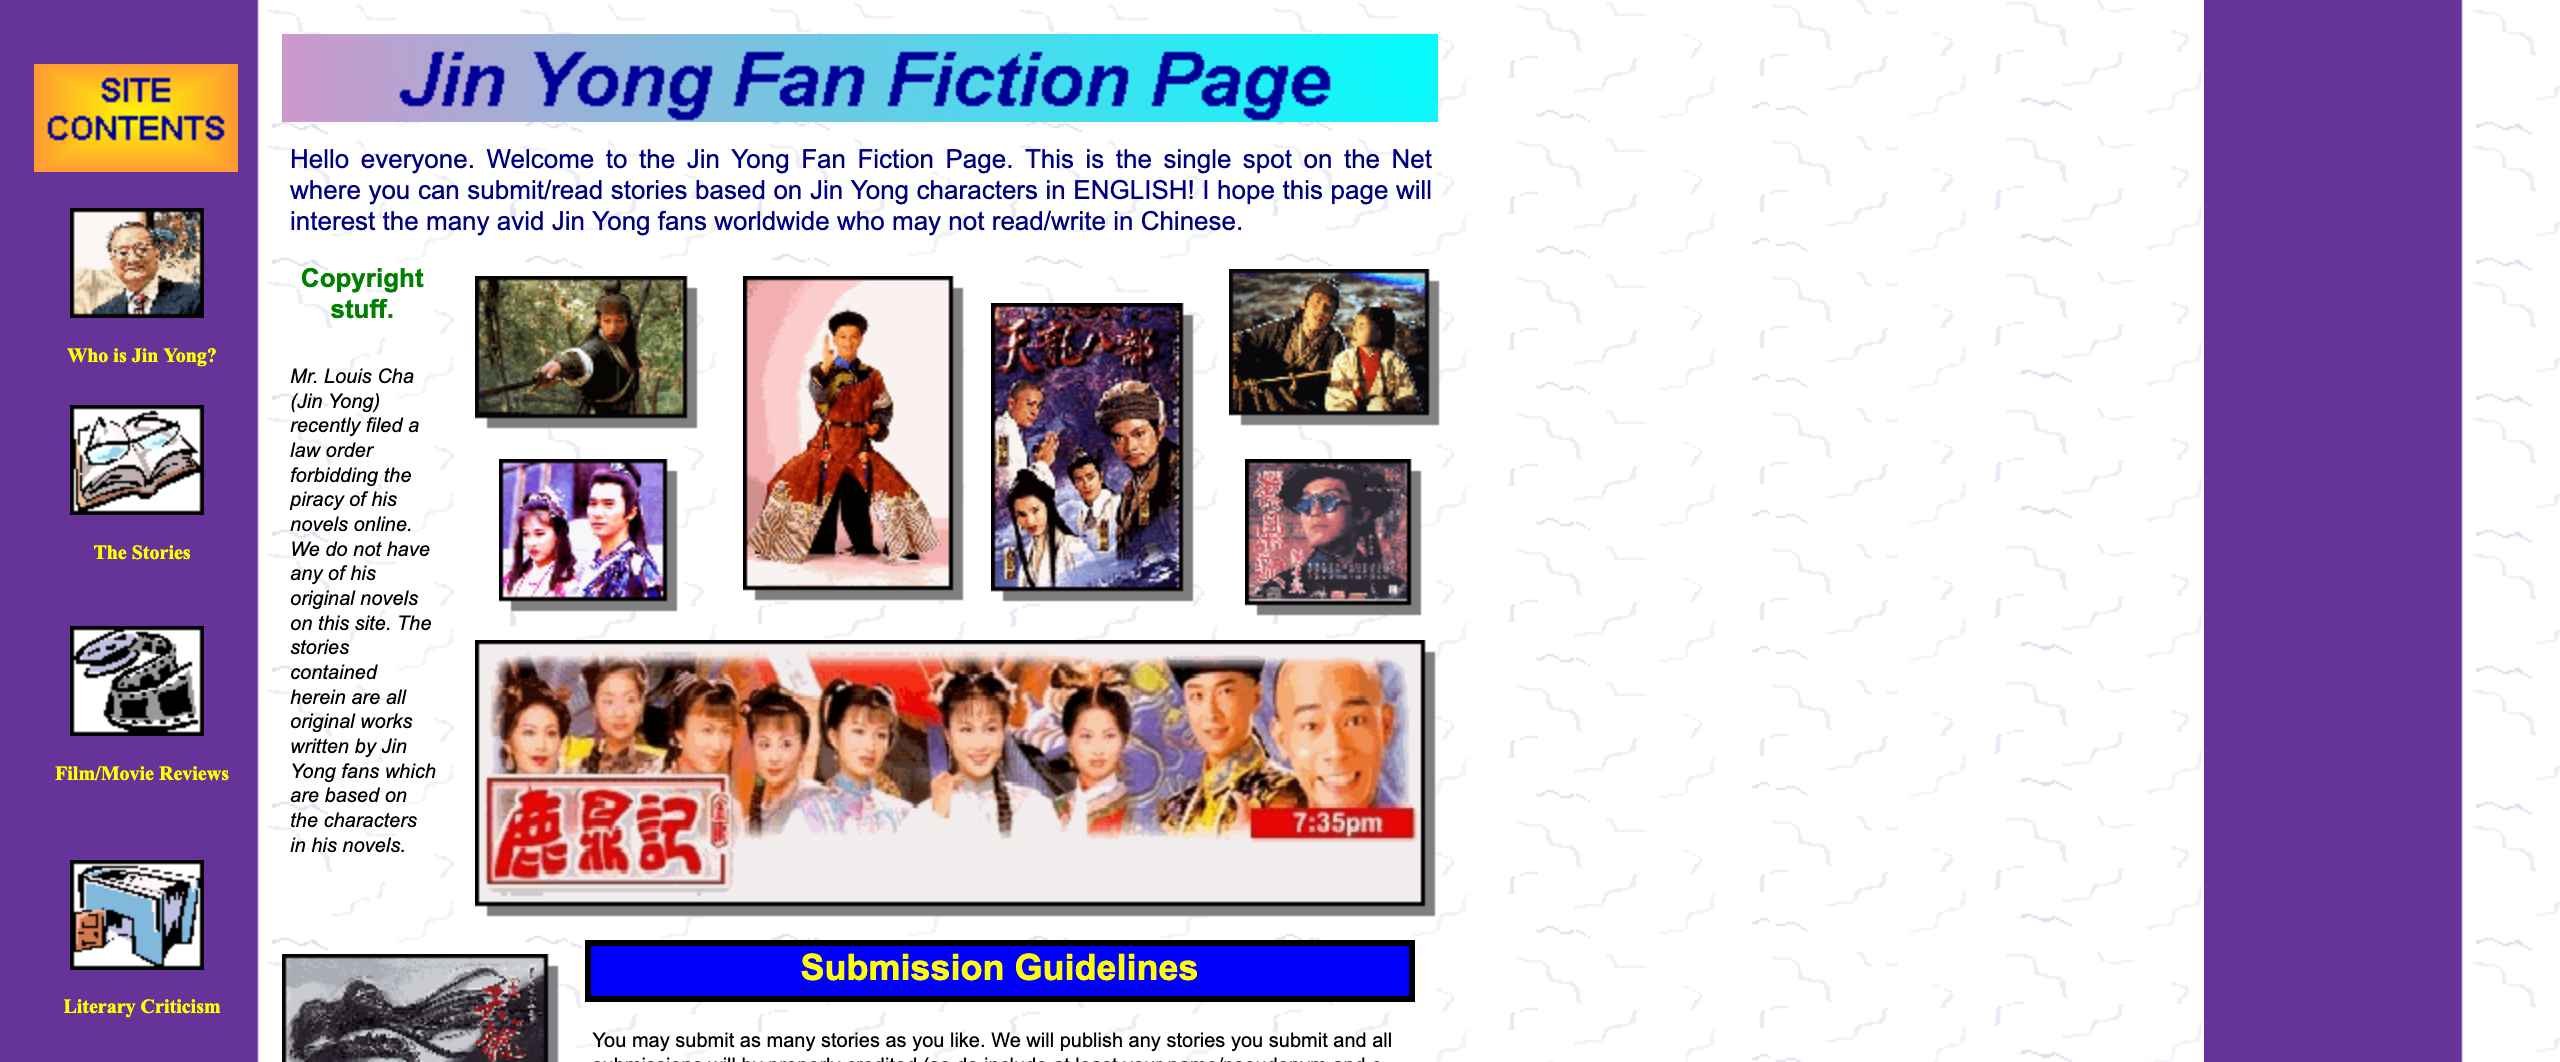 SITE
CONTENTS
Who is Jin Yong?
The Stories
Film/Movie Reviews
Literary Criticism
Jin Yong Fan Fiction Page
Hello everyone. Welcome to the Jin Yong Fan Fiction Page. This is the single spot on the Net
where you can submit/read stories based on Jin Yong characters in ENGLISH! I hope this page will
interest the many avid Jin Yong fans worldwide who may not read/write in Chinese.
Copyright
stuff.
Mr. Louis Cha
(Jin Yong)
recently filed a
law order
forbidding the
piracy of his
novels online.
We do not have
any of his
original novels
on this site. The
stories
contained
herein are all
original works
written by Jin
Yong fans which
are based on
the characters
in his novels.
天龍八部
鹿鼎記
7:35pm
Submission Guidelines
You may submit as many stories as you like. We will publish any stories you submit and all